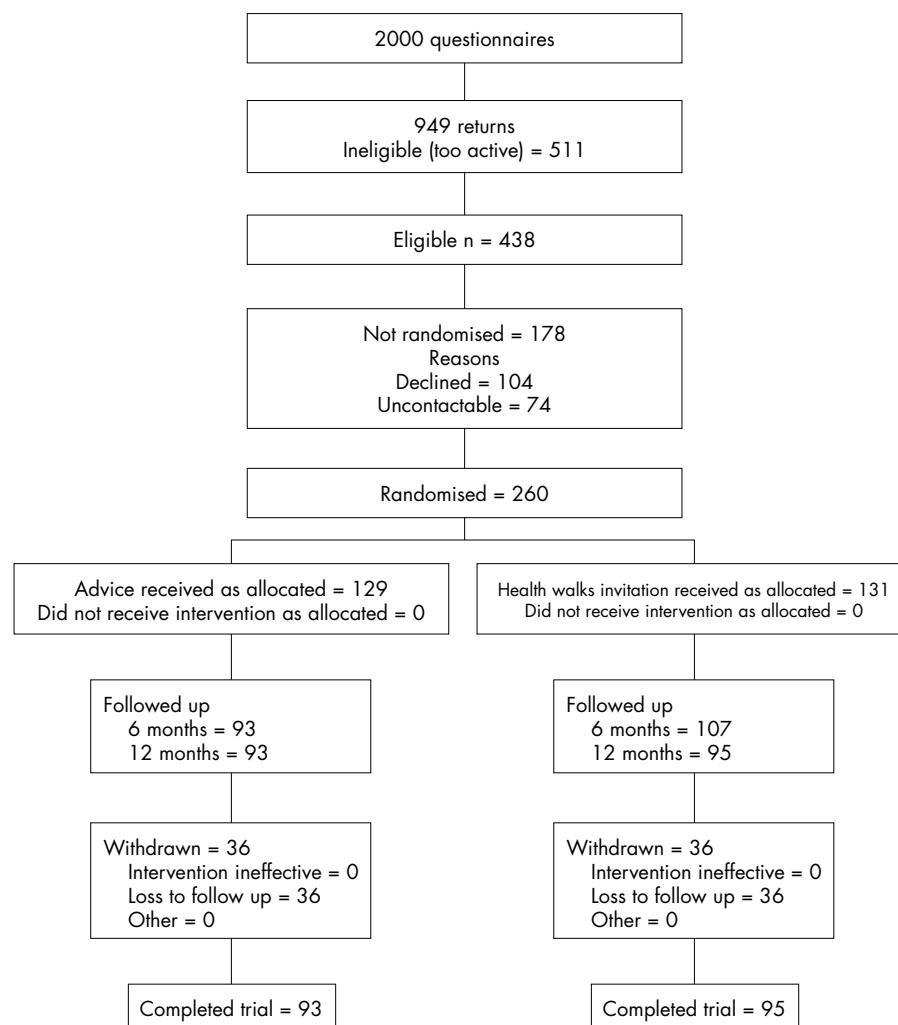 2000 questionnaires
949 returns
Ineligible (too active) = 511
Eligible n = 438
Not randomised = 178
Reasons
Declined = 104
Uncontactable = 74
Randomised = 260
Advice received as allocated = 129
Did not receive intervention as allocated = 0
Health walks invitation received as allocated = 131
Did not receive intervention as allocated = 0
Followed up
6 months = 93
12 months = 93
Followed up
6 months = 107
12 months = 95
Withdrawn = 36
Intervention ineffective = 0
Loss to follow up = 36
Other = 0
Withdrawn = 36
Intervention ineffective = 0
Loss to follow up = 36
Other = 0
Completed trial = 93
Completed trial = 95